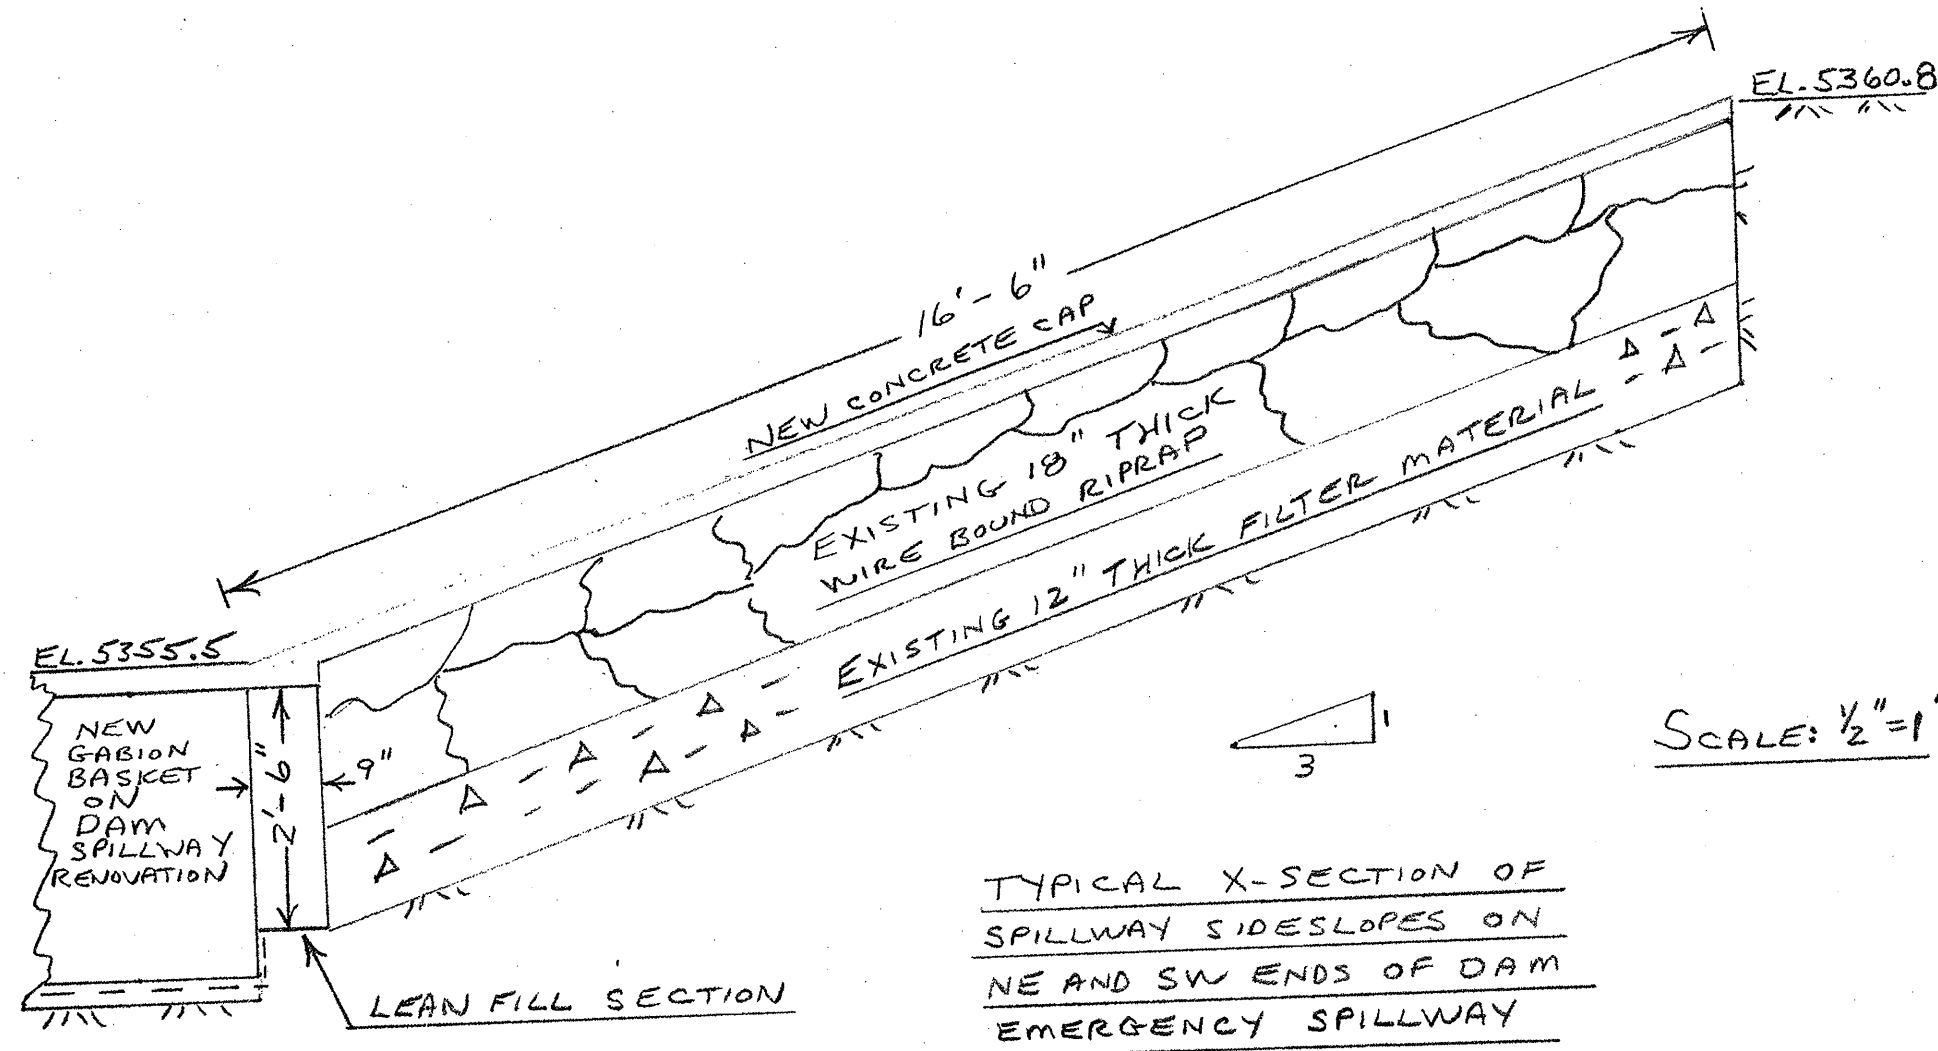 EL.5360.8
16'-6"
NEW CONCRETE CAP
EXISTING 18" THICK
WIRE BOUND RIPRAP
EXISTING 12" THICK FILTER MATERIAL
EL.5355.5
NEW
GABION
BASKET
ON
DAM
SPILLWAY
RENOVATION
2'-6"
9"
1
3
SCALE: ½"=1'
LEAN FILL SECTION
TYPICAL X-SECTION OF
SPILLWAY SIDESLOPES ON
NE AND SW ENDS OF DAM
EMERGENCY SPILLWAY